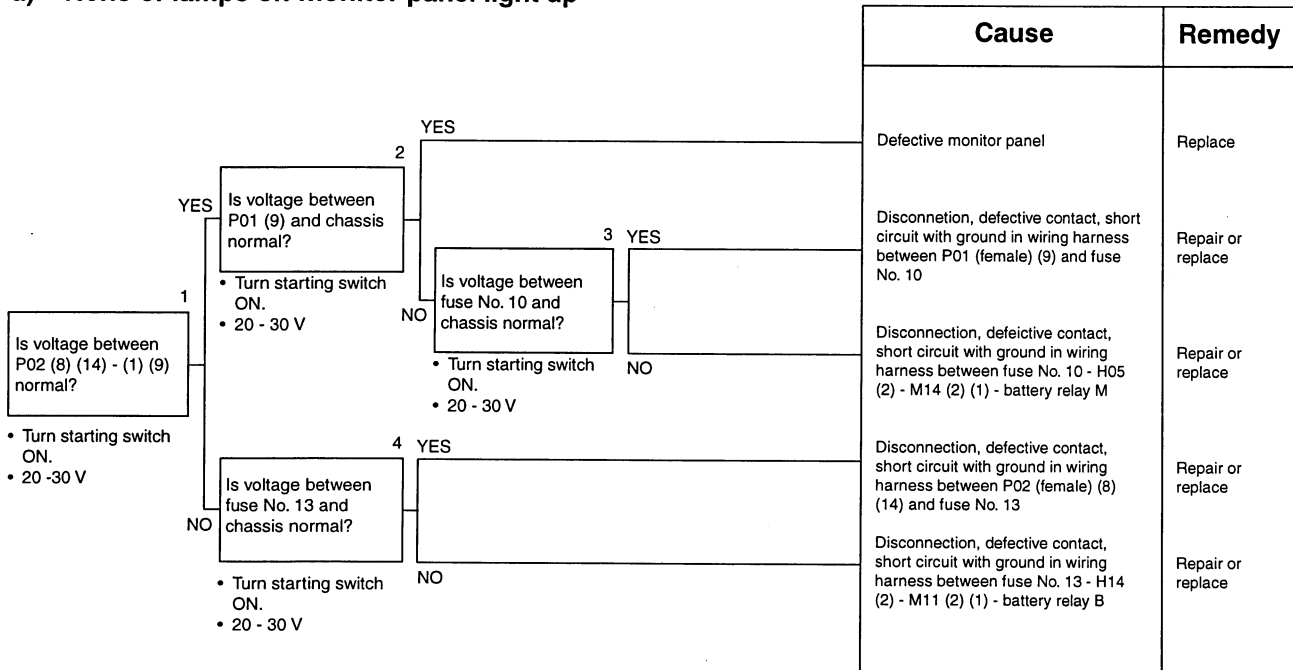 a) None of lamps on monitor panel light up
Cause
Remedy
YES
2
Defective monitor panel
Replace
YES
Is voltage between
P01 (9) and chassis
normal?
• Turn starting switch
ON.
• 20 - 30 V
3
YES
Disconnetion, defective contact, short
circuit with ground in wiring harness
between P01 (female) (9) and fuse
No. 10
Repair or
replace
NO
Is voltage between
fuse No. 10 and
chassis normal?
• Turn starting switch
ON.
• 20 - 30 V
NO
Disconnection, defeictive contact,
short circuit with ground in wiring
harness between fuse No. 10 - H05
(2) - M14 (2) (1) - battery relay M
Repair or
replace
1
Is voltage between
P02 (8) (14) - (1) (9)
normal?
• Turn starting switch
ON.
• 20 -30 V
4
YES
Disconnection, defective contact,
short circuit with ground in wiring
harness between P02 (female) (8)
(14) and fuse No. 13
Repair or
replace
NO
Is voltage between
fuse No. 13 and
chassis normal?
• Turn starting switch
ON.
• 20 - 30 V
NO
Disconnection, defective contact,
short circuit with ground in wiring
harness between fuse No. 13 - H14
(2) - M11 (2) (1) - battery relay B
Repair or
replace